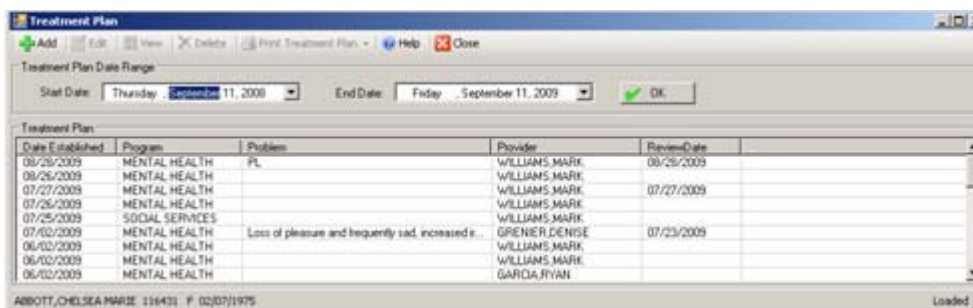 Treatment Plan
Add Edit View Delete Print Treatment Plan Help Close
Treatment Plan Date Range
Start Date: Thursday , September 11, 2008 End Date: Friday , September 11, 2009 OK
Treatment Plan
Date Established Program Problem Provider ReviewDate
08/28/2009 MENTAL HEALTH PL WILLIAMS,MARK 08/28/2009
08/26/2009 MENTAL HEALTH WILLIAMS,MARK
07/27/2009 MENTAL HEALTH WILLIAMS,MARK 07/27/2009
07/26/2009 MENTAL HEALTH WILLIAMS,MARK
07/25/2009 SOCIAL SERVICES WILLIAMS,MARK
07/02/2009 MENTAL HEALTH Loss of pleasure and frequently sad, increased GRENIER,DENISE 07/23/2009
06/02/2009 MENTAL HEALTH WILLIAMS,MARK
06/02/2009 MENTAL HEALTH WILLIAMS,MARK
06/02/2009 MENTAL HEALTH GARCIA,RYAN
ABBOTT,CHELSEA MARIE 116431 F 02/07/1975 Loaded